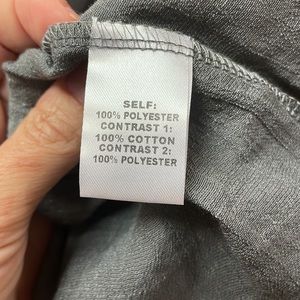 SELF:
100% POLYESTER
CONTRAST 1:
100% COTTON
CONTRAST 2:
100% POLYESTER